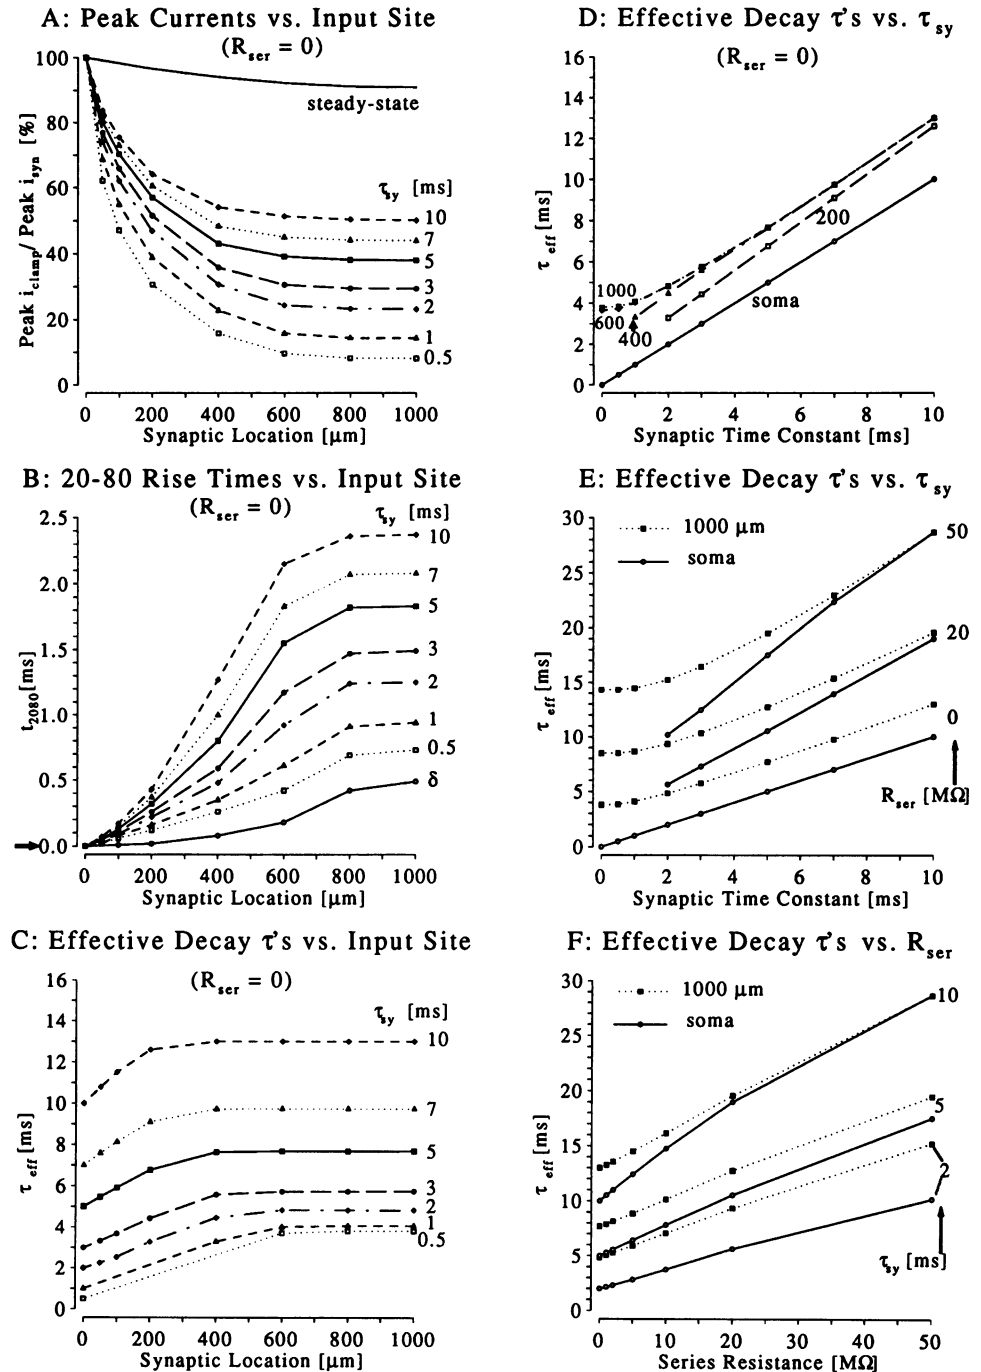 A: Peak Currents vs. Input Site
(R_ser = 0)
100
80
60
40
20
0
Peak i_clamp / Peak i_syn [%]
steady-state
τ_sy [ms]
10
7
5
3
2
1
0.5
0 200 400 600 800 1000
Synaptic Location [μm]
B: 20-80 Rise Times vs. Input Site
(R_ser = 0)
2.5
2.0
1.5
1.0
0.5
0.0
t_2080 [ms]
τ_sy [ms]
10
7
5
3
2
1
0.5
δ
0 200 400 600 800 1000
Synaptic Location [μm]
C: Effective Decay τ's vs. Input Site
(R_ser = 0)
16
14
12
10
8
6
4
2
0
τ_eff [ms]
τ_sy [ms]
10
7
5
3
2
1
0.5
0 200 400 600 800 1000
Synaptic Location [μm]
D: Effective Decay τ's vs. τ_sy
(R_ser = 0)
16
14
12
10
8
6
4
2
0
τ_eff [ms]
1000
600
400
200
soma
0 2 4 6 8 10
Synaptic Time Constant [ms]
E: Effective Decay τ's vs. τ_sy
30
25
20
15
10
5
0
τ_eff [ms]
1000 μm
soma
50
20
0
R_ser [MΩ]
0 2 4 6 8 10
Synaptic Time Constant [ms]
F: Effective Decay τ's vs. R_ser
30
25
20
15
10
5
0
τ_eff [ms]
1000 μm
soma
10
5
2
τ_sy [ms]
0 10 20 30 40 50
Series Resistance [MΩ]